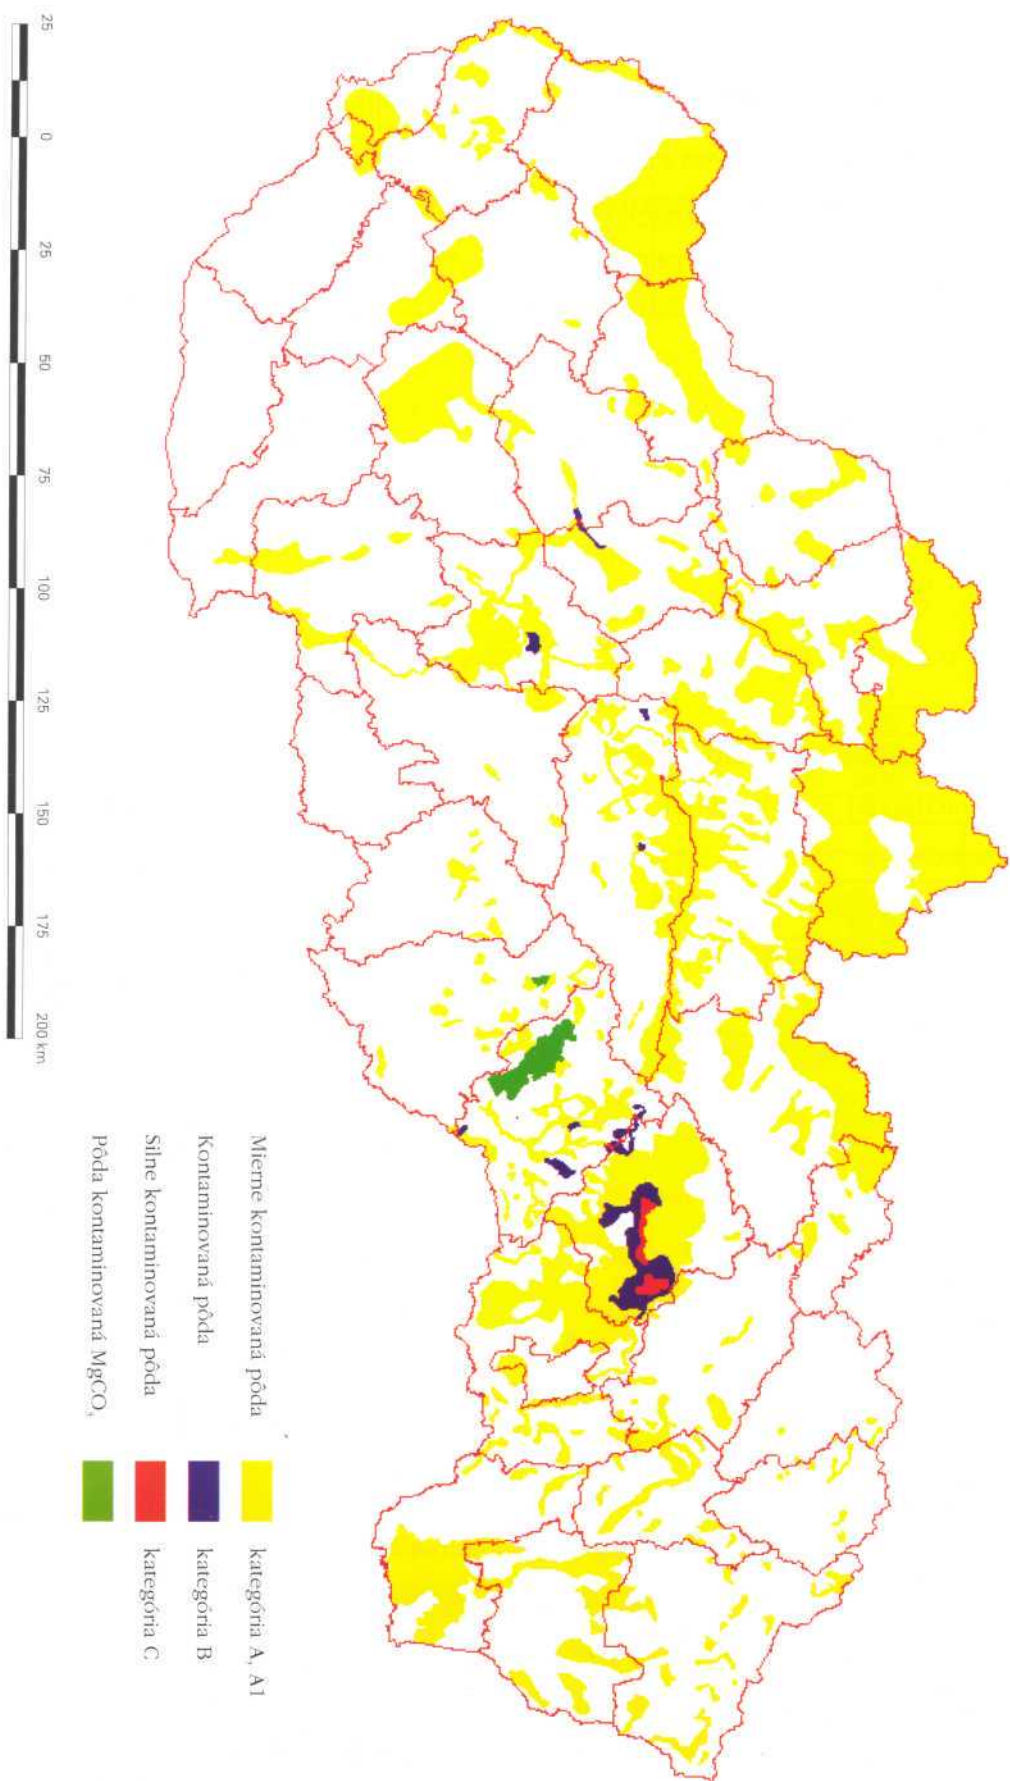 Mierne kontaminovaná pôda kategória A, A1
Kontaminovaná pôda kategória B
Silne kontaminovaná pôda kategória C
Pôda kontaminovaná MgCO₃
25 0 25 50 75 100 125 150 175 200 km